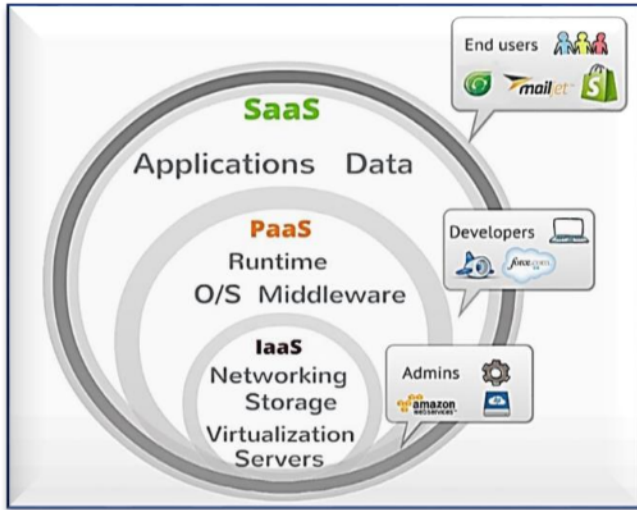 End users
mailjet
SaaS
Applications Data
PaaS
Runtime
O/S Middleware
Developers
force.com
IaaS
Networking
Storage
Virtualization
Servers
Admins
amazon
webservices™